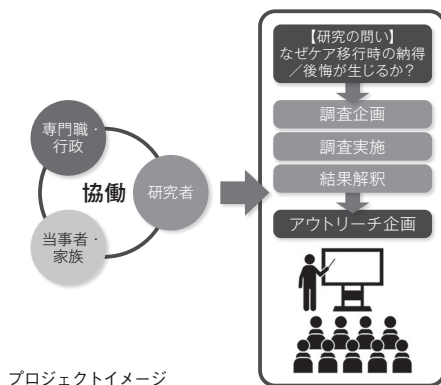 専門職・
行政
協働
研究者
当事者・
家族
【研究の問い】
なぜケア移行時の納得
／後悔が生じるか？
調査企画
調査実施
結果解釈
アウトリーチ企画
プロジェクトイメージ